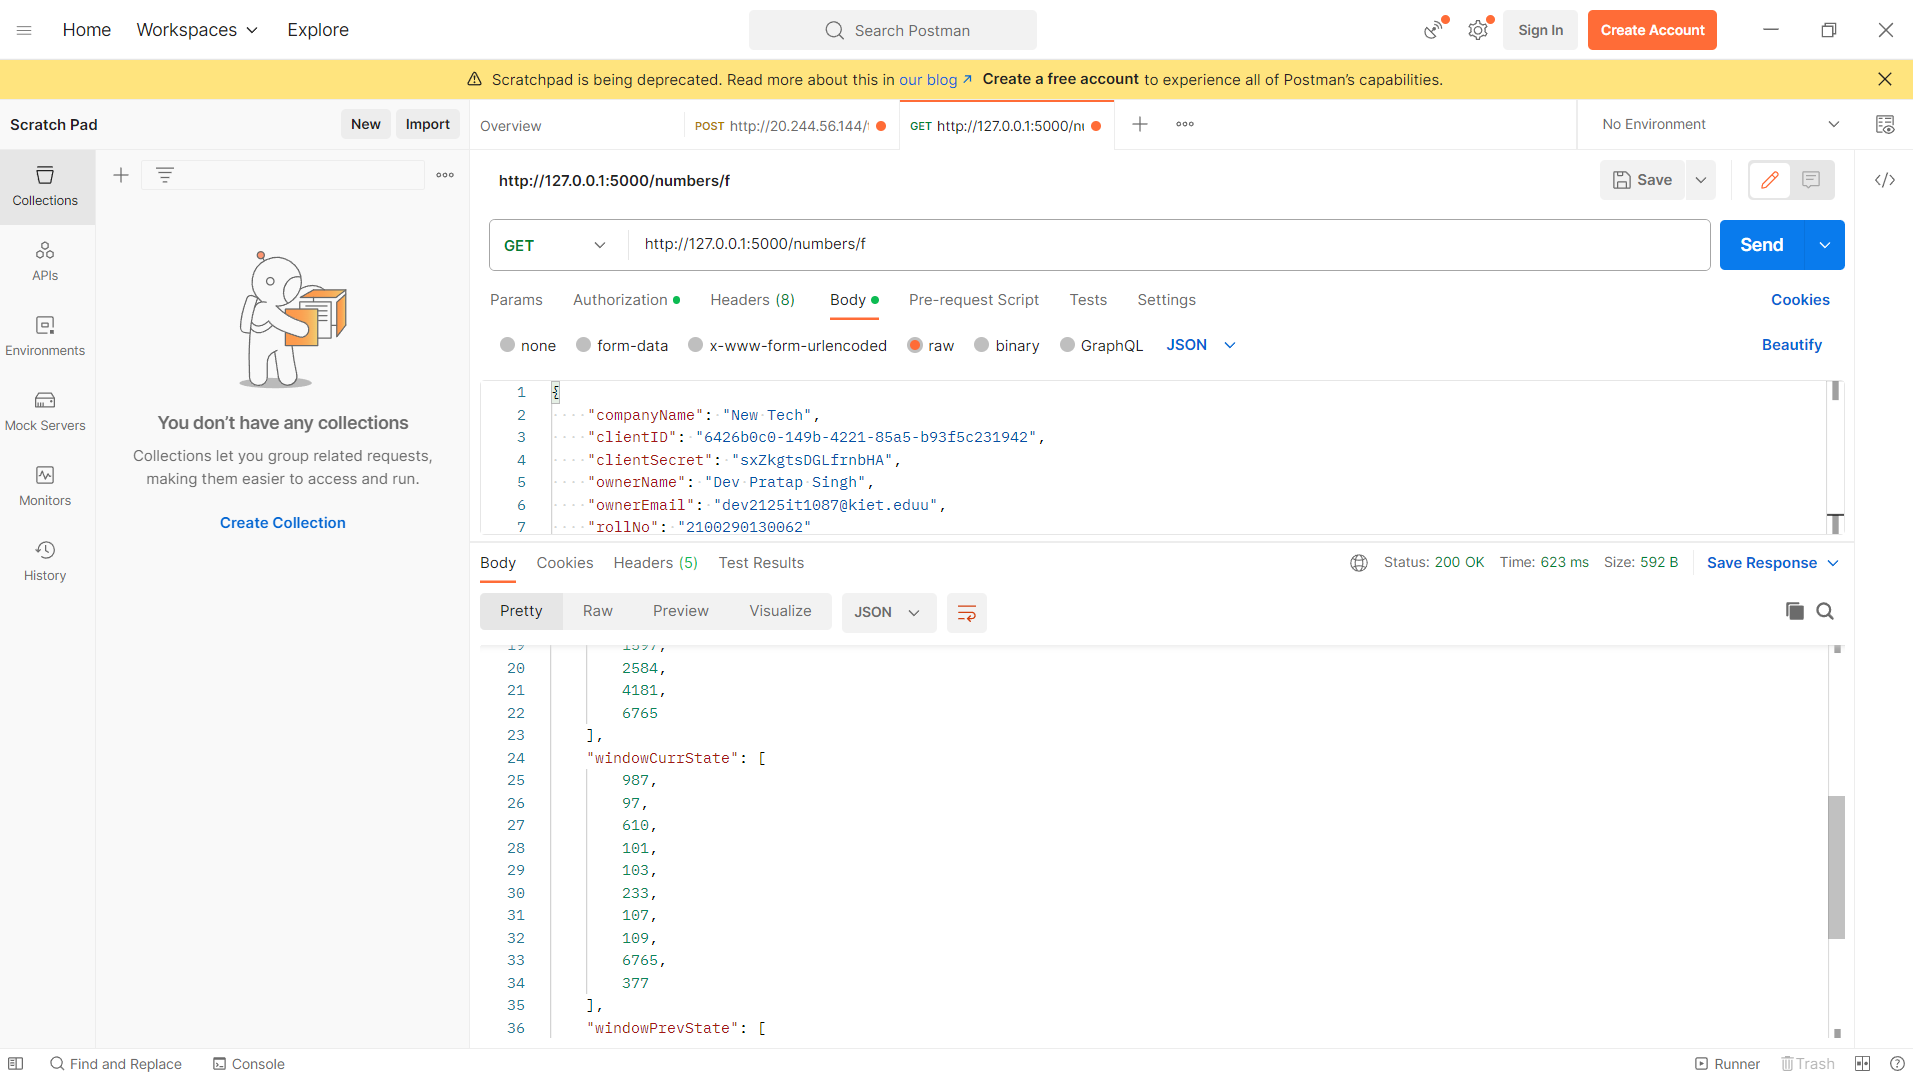 Home
Workspaces
Explore
Search Postman
Sign In
Create Account
Scratchpad is being deprecated. Read more about this in our blog ↗ Create a free account to experience all of Postman’s capabilities.
Scratch Pad
New
Import
Overview
POST http://20.244.56.144/
GET http://127.0.0.1:5000/nu
No Environment
Collections
APIs
Environments
Mock Servers
Monitors
History
You don’t have any collections
Collections let you group related requests,
making them easier to access and run.
Create Collection
http://127.0.0.1:5000/numbers/f
Save
GET
http://127.0.0.1:5000/numbers/f
Send
Params
Authorization
Headers (8)
Body
Pre-request Script
Tests
Settings
Cookies
none
form-data
x-www-form-urlencoded
raw
binary
GraphQL
JSON
Beautify
1 {
2 "companyName": "New Tech",
3 "clientID": "6426b0c0-149b-4221-85a5-b93f5c231942",
4 "clientSecret": "sxZkgtsDGLfrnbHA",
5 "ownerName": "Dev Pratap Singh",
6 "ownerEmail": "dev2125it1087@kiet.eduu",
7 "rollNo": "2100290130062"
Body
Cookies
Headers (5)
Test Results
Status: 200 OK
Time: 623 ms
Size: 592 B
Save Response
Pretty
Raw
Preview
Visualize
JSON
19 1597,
20 2584,
21 4181,
22 6765
23 ],
24 "windowCurrState": [
25 987,
26 97,
27 610,
28 101,
29 103,
30 233,
31 107,
32 109,
33 6765,
34 377
35 ],
36 "windowPrevState": [
Find and Replace
Console
Runner
Trash